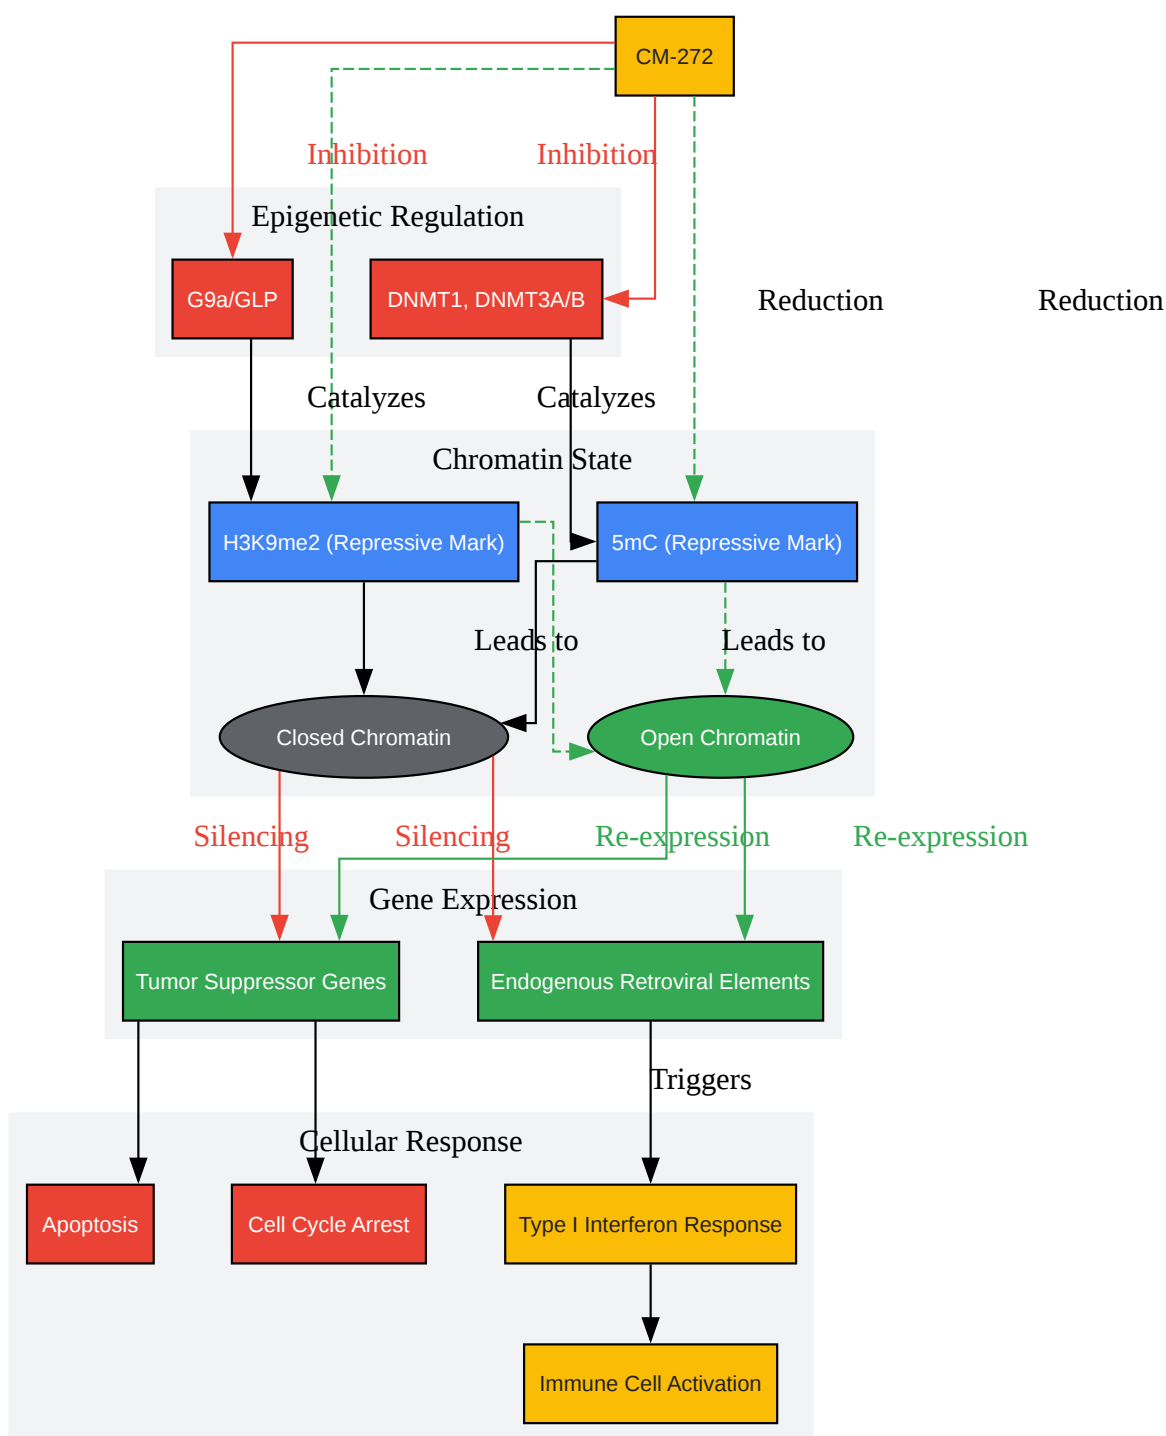 CM-272
Inhibition
Inhibition
Epigenetic Regulation
G9a/GLP
DNMT1, DNMT3A/B
Reduction
Reduction
Catalyzes
Catalyzes
Chromatin State
H3K9me2 (Repressive Mark)
5mC (Repressive Mark)
Leads to
Leads to
Closed Chromatin
Open Chromatin
Silencing
Silencing
Re-expression
Re-expression
Gene Expression
Tumor Suppressor Genes
Endogenous Retroviral Elements
Triggers
Cellular Response
Apoptosis
Cell Cycle Arrest
Type I Interferon Response
Immune Cell Activation